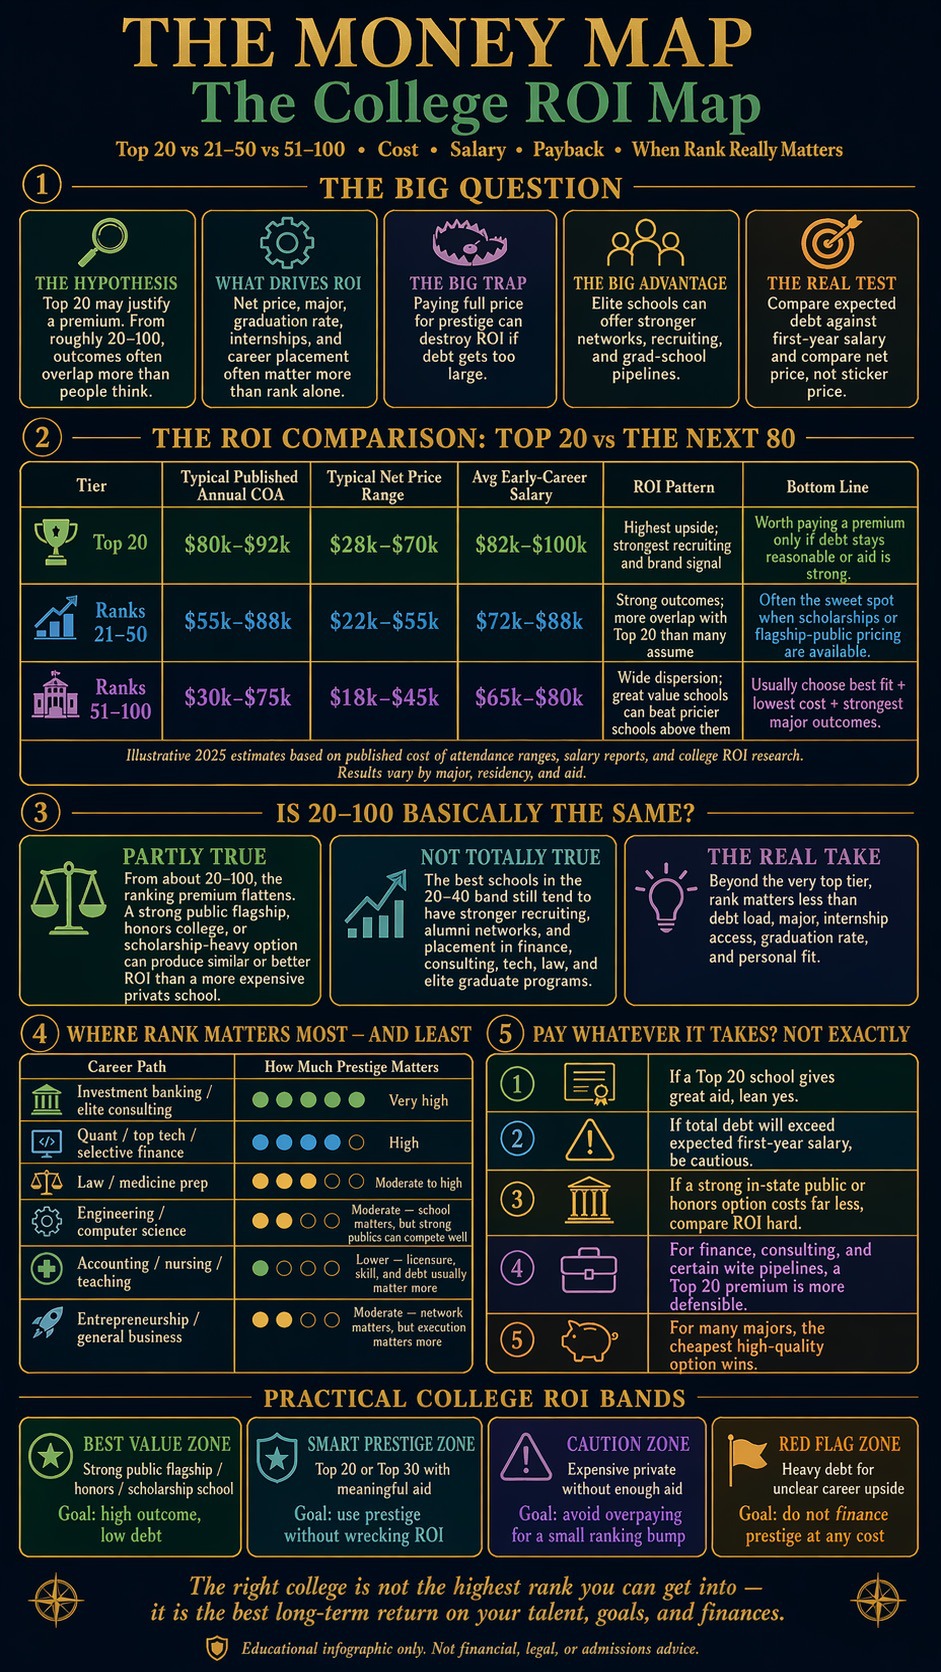 THE MONEY MAP
The College ROI Map
Top 20 vs 21–50 vs 51–100 • Cost • Salary • Payback • When Rank Really Matters
1 THE BIG QUESTION
THE HYPOTHESIS
Top 20 may justify
a premium. From
roughly 20–100,
outcomes often
overlap more than
people think.
WHAT DRIVES ROI
Net price, major,
graduation rate,
internships, and
career placement
often matter more
than rank alone.
THE BIG TRAP
Paying full price
for prestige can
destroy ROI if
debt gets too
large.
THE BIG ADVANTAGE
Elite schools can
offer stronger
networks, recruiting,
and grad-school
pipelines.
THE REAL TEST
Compare expected
debt against
first-year salary
and compare net
price, not sticker
price.
2 THE ROI COMPARISON: TOP 20 vs THE NEXT 80
Tier
Typical Published
Annual COA
Typical Net Price
Range
Avg Early-Career
Salary
ROI Pattern
Bottom Line
Top 20
$80k–$92k
$28k–$70k
$82k–$100k
Highest upside;
strongest recruiting
and brand signal
Worth paying a premium
only if debt stays
reasonable or aid is
strong.
Ranks
21–50
$55k–$88k
$22k–$55k
$72k–$88k
Strong outcomes;
more overlap with
Top 20 than many
assume
Often the sweet spot
when scholarships or
flagship-public pricing
are available.
Ranks
51–100
$30k–$75k
$18k–$45k
$65k–$80k
Wide dispersion;
great value schools
can beat pricier
schools above them
Usually choose best fit +
lowest cost + strongest
major outcomes.
Illustrative 2025 estimates based on published cost of attendance ranges, salary reports, and college ROI research.
Results vary by major, residency, and aid.
3 IS 20–100 BASICALLY THE SAME?
PARTLY TRUE
From about 20–100, the
ranking premium flattens.
A strong public flagship,
honors college, or
scholarship-heavy option
can produce similar or better
ROI than a more expensive
privats school.
NOT TOTALLY TRUE
The best schools in the
20–40 band still tend to
have stronger recruiting,
alumni networks, and
placement in finance,
consulting, tech, law, and
elite graduate programs.
THE REAL TAKE
Beyond the very top tier,
rank matters less than
debt load, major, internship
access, graduation rate,
and personal fit.
4 WHERE RANK MATTERS MOST – AND LEAST
Career Path
How Much Prestige Matters
Investment banking /
elite consulting
Very high
Quant / top tech /
selective finance
High
Law / medicine prep
Moderate to high
Engineering /
computer science
Moderate — school
matters, but strong
publics can compete well
Accounting / nursing /
teaching
Lower — licensure,
skill, and debt usually
matter more
Entrepreneurship /
general business
Moderate — network
matters, but execution
matters more
5 PAY WHATEVER IT TAKES? NOT EXACTLY
1
If a Top 20 school gives
great aid, lean yes.
2
If total debt will exceed
expected first-year salary,
be cautious.
3
If a strong in-state public or
honors option costs far less,
compare ROI hard.
4
For finance, consulting, and
certain wite pipelines, a
Top 20 premium is more
defensible.
5
For many majors, the
cheapest high-quality
option wins.
PRACTICAL COLLEGE ROI BANDS
BEST VALUE ZONE
Strong public flagship /
honors / scholarship school
Goal: high outcome,
low debt
SMART PRESTIGE ZONE
Top 20 or Top 30 with
meaningful aid
Goal: use prestige
without wrecking ROI
CAUTION ZONE
Expensive private
without enough aid
Goal: avoid overpaying
for a small ranking bump
RED FLAG ZONE
Heavy debt for
unclear career upside
Goal: do not finance
prestige at any cost
The right college is not the highest rank you can get into —
it is the best long-term return on your talent, goals, and finances.
Educational infographic only. Not financial, legal, or admissions advice.